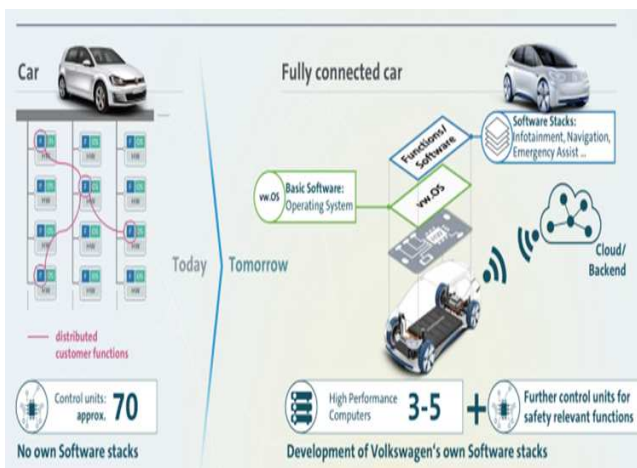 Car
Fully connected car
Functions/
Software
Software Stacks:
Infotainment, Navigation,
Emergency Assist ...
vw.OS
Basic Software:
Operating System
vw.OS
Cloud/
Backend
Today
Tomorrow
distributed
customer functions
Control units:
approx. 70
No own Software stacks
High Performance
Computers
3-5
+
Further control units for
safety relevant functions
Development of Volkswagen's own Software stacks